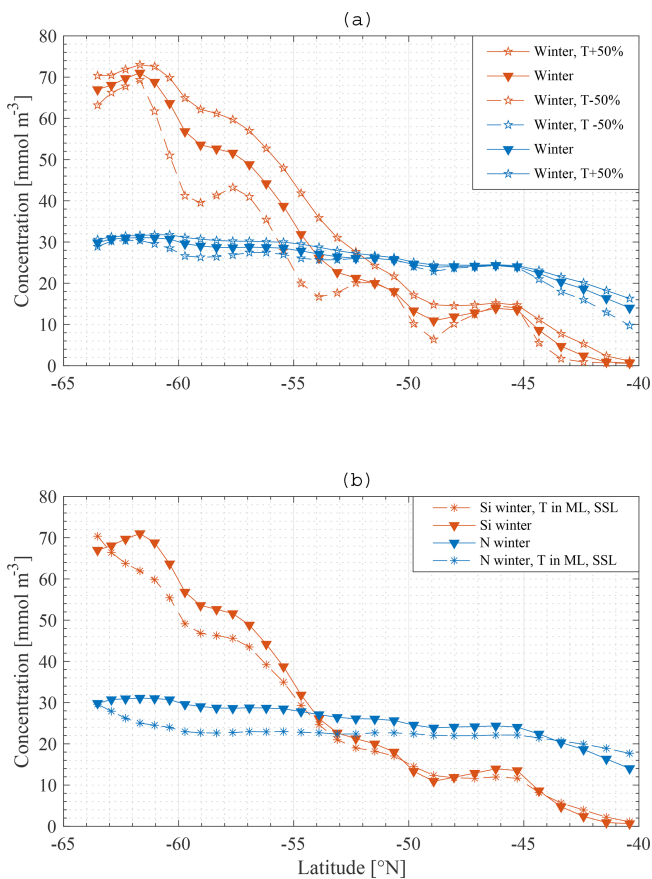 (a)
80
70
60
50
40
30
20
10
0
Concentration [mmol m-3]
-65
-60
-55
-50
-45
-40
Winter, T+50%
Winter
Winter, T-50%
Winter, T -50%
Winter
Winter, T+50%
(b)
80
70
60
50
40
30
20
10
0
Concentration [mmol m-3]
-65
-60
-55
-50
-45
-40
Latitude [°N]
Si winter, T in ML, SSL
Si winter
N winter
N winter, T in ML, SSL